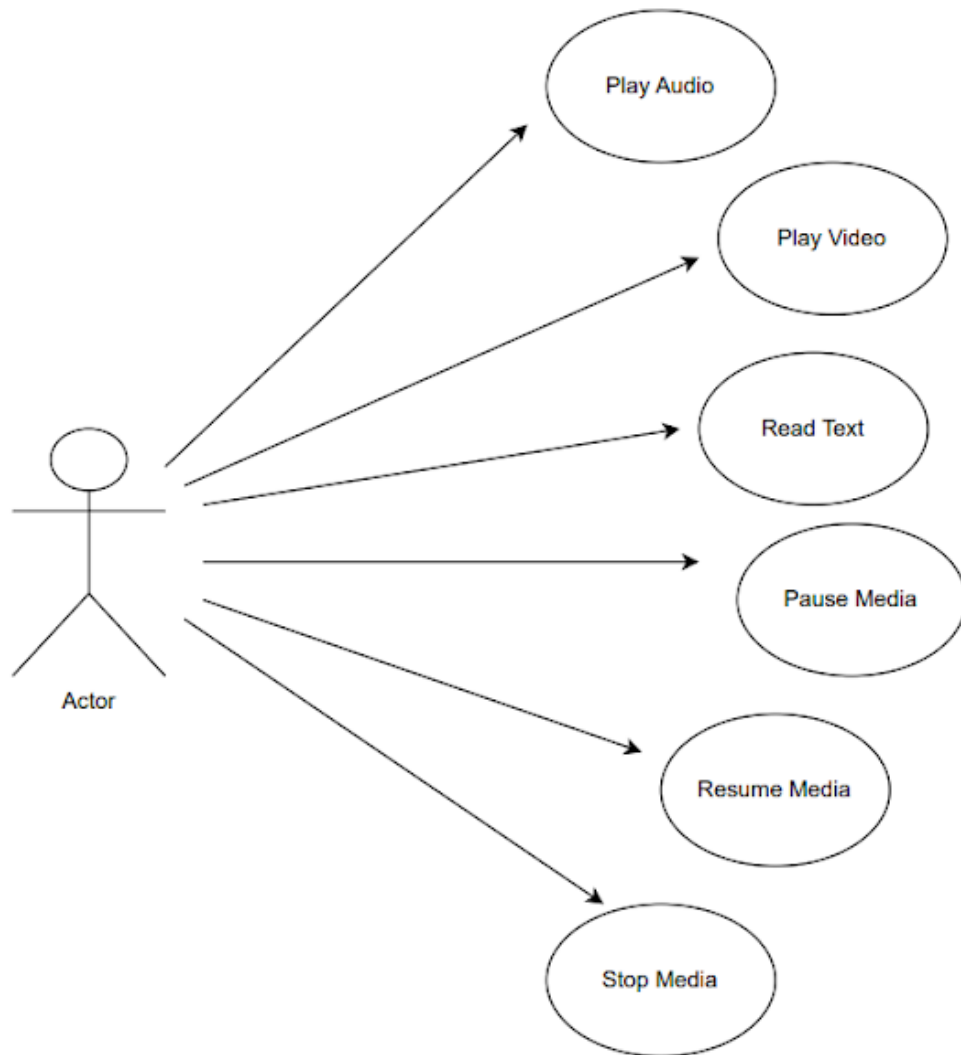 Play Audio
Play Video
Read Text
Pause Media
Actor
Resume Media
Stop Media